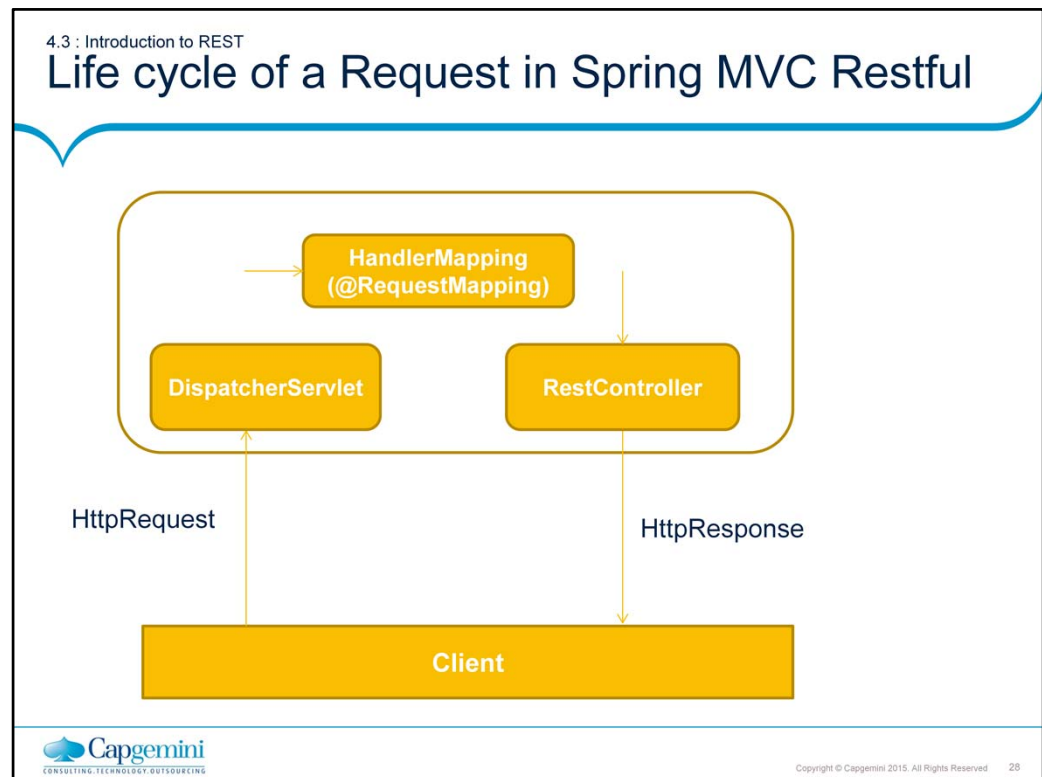 4.3 : Introduction to REST
Life cycle of a Request in Spring MVC Restful
HandlerMapping
(@RequestMapping)
DispatcherServlet
RestController
HttpRequest
HttpResponse
Client
Capgemini
CONSULTING.TECHNOLOGY.OUTSOURCING
Copyright © Capgemini 2015. All Rights Reserved 28